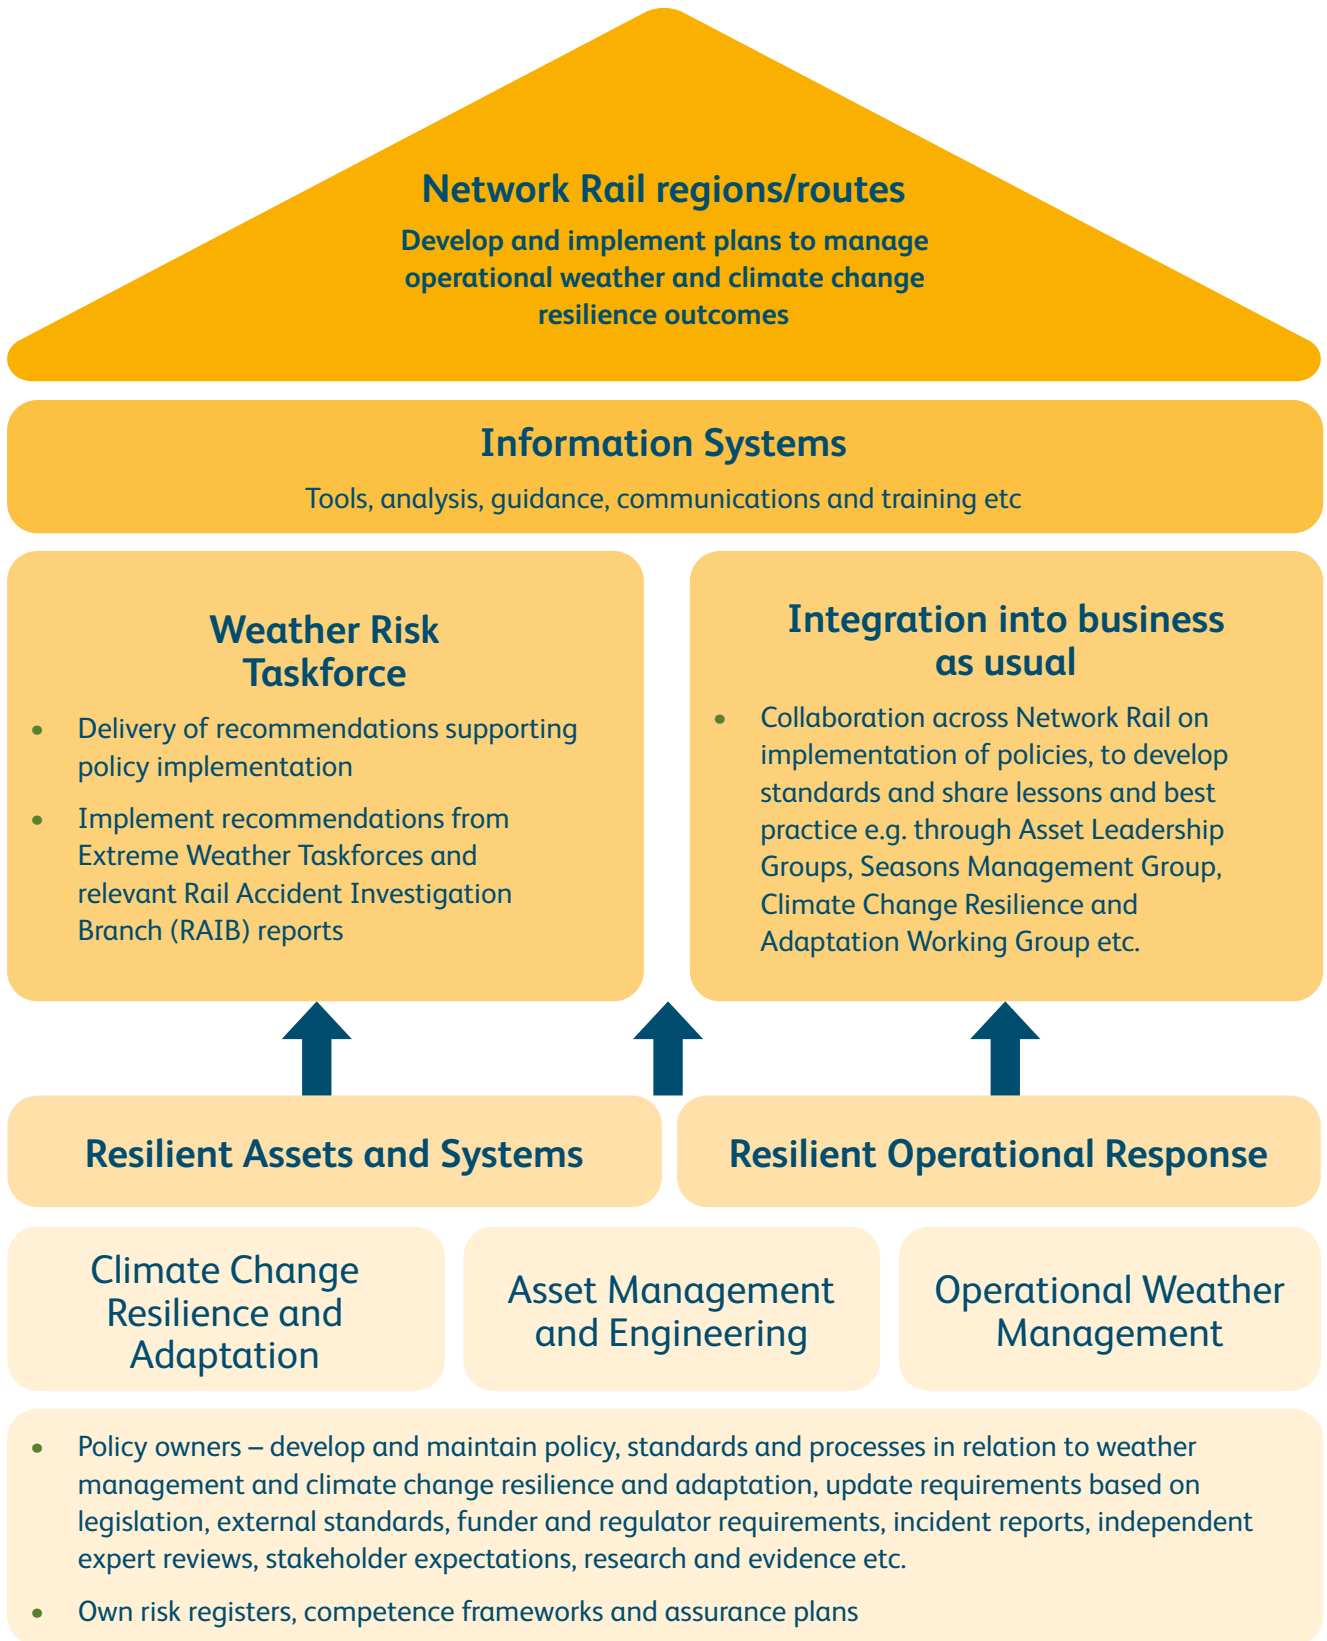 Network Rail regions/routes
Develop and implement plans to manage
operational weather and climate change
resilience outcomes
Information Systems
Tools, analysis, guidance, communications and training etc
Weather Risk
Taskforce
• Delivery of recommendations supporting
policy implementation
• Implement recommendations from
Extreme Weather Taskforces and
relevant Rail Accident Investigation
Branch (RAIB) reports
Integration into business
as usual
• Collaboration across Network Rail on
implementation of policies, to develop
standards and share lessons and best
practice e.g. through Asset Leadership
Groups, Seasons Management Group,
Climate Change Resilience and
Adaptation Working Group etc.
Resilient Assets and Systems
Resilient Operational Response
Climate Change
Resilience and
Adaptation
Asset Management
and Engineering
Operational Weather
Management
• Policy owners – develop and maintain policy, standards and processes in relation to weather
management and climate change resilience and adaptation, update requirements based on
legislation, external standards, funder and regulator requirements, incident reports, independent
expert reviews, stakeholder expectations, research and evidence etc.
• Own risk registers, competence frameworks and assurance plans